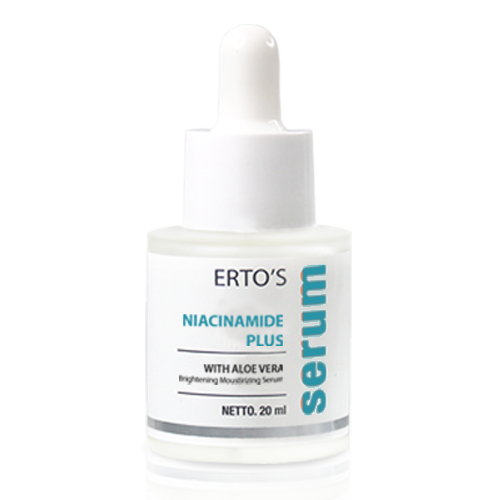 ERTO'S
NIACINAMIDE
PLUS
WITH ALOE VERA
Brightening Moustirizing Serum
NETTO. 20 ml
serum